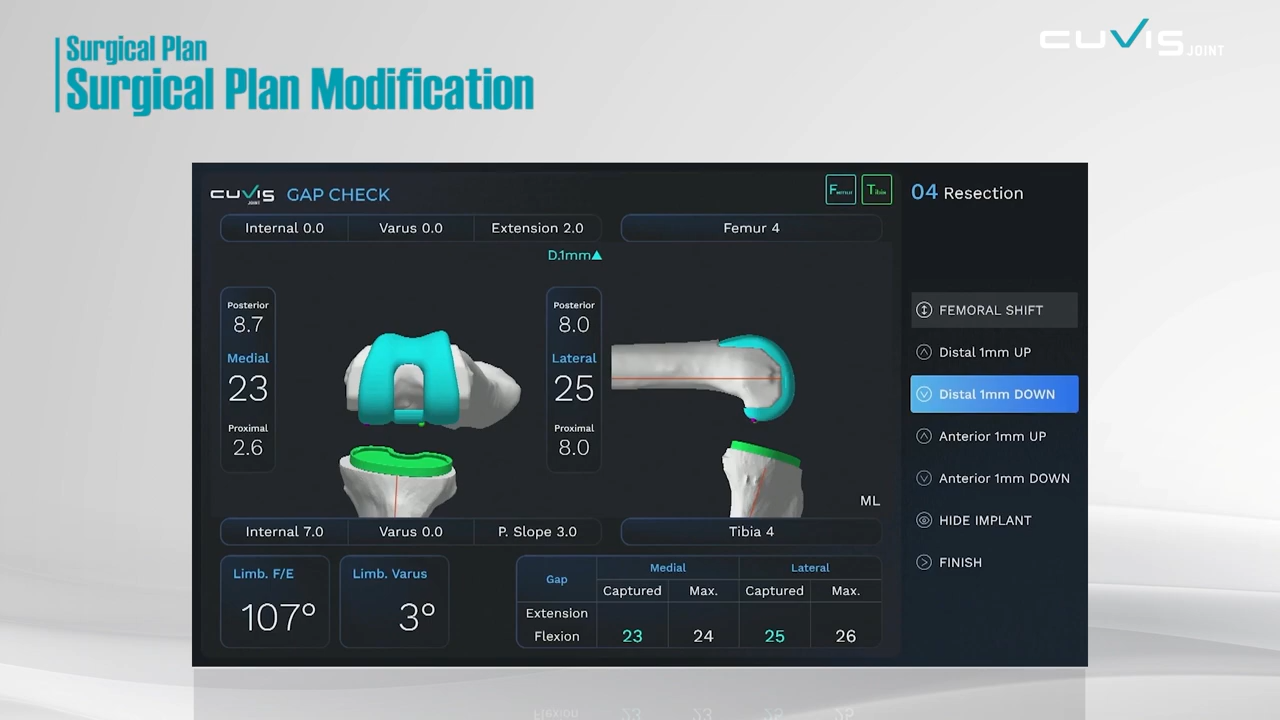 Surgical Plan
Surgical Plan Modification
CUVIS JOINT
CUVIS JOINT GAP CHECK
Femur
Tibia
04 Resection
Internal 0.0 Varus 0.0 Extension 2.0 Femur 4
D.1mm▲
Posterior
8.7
Medial
23
Proximal
2.6
Posterior
8.0
Lateral
25
Proximal
8.0
ML
FEMORAL SHIFT
Distal 1mm UP
Distal 1mm DOWN
Anterior 1mm UP
Anterior 1mm DOWN
HIDE IMPLANT
FINISH
Internal 7.0 Varus 0.0 P. Slope 3.0 Tibia 4
Limb. F/E
107°
Limb. Varus
3°
Gap Medial Lateral
Captured Max. Captured Max.
Extension
Flexion 23 24 25 26